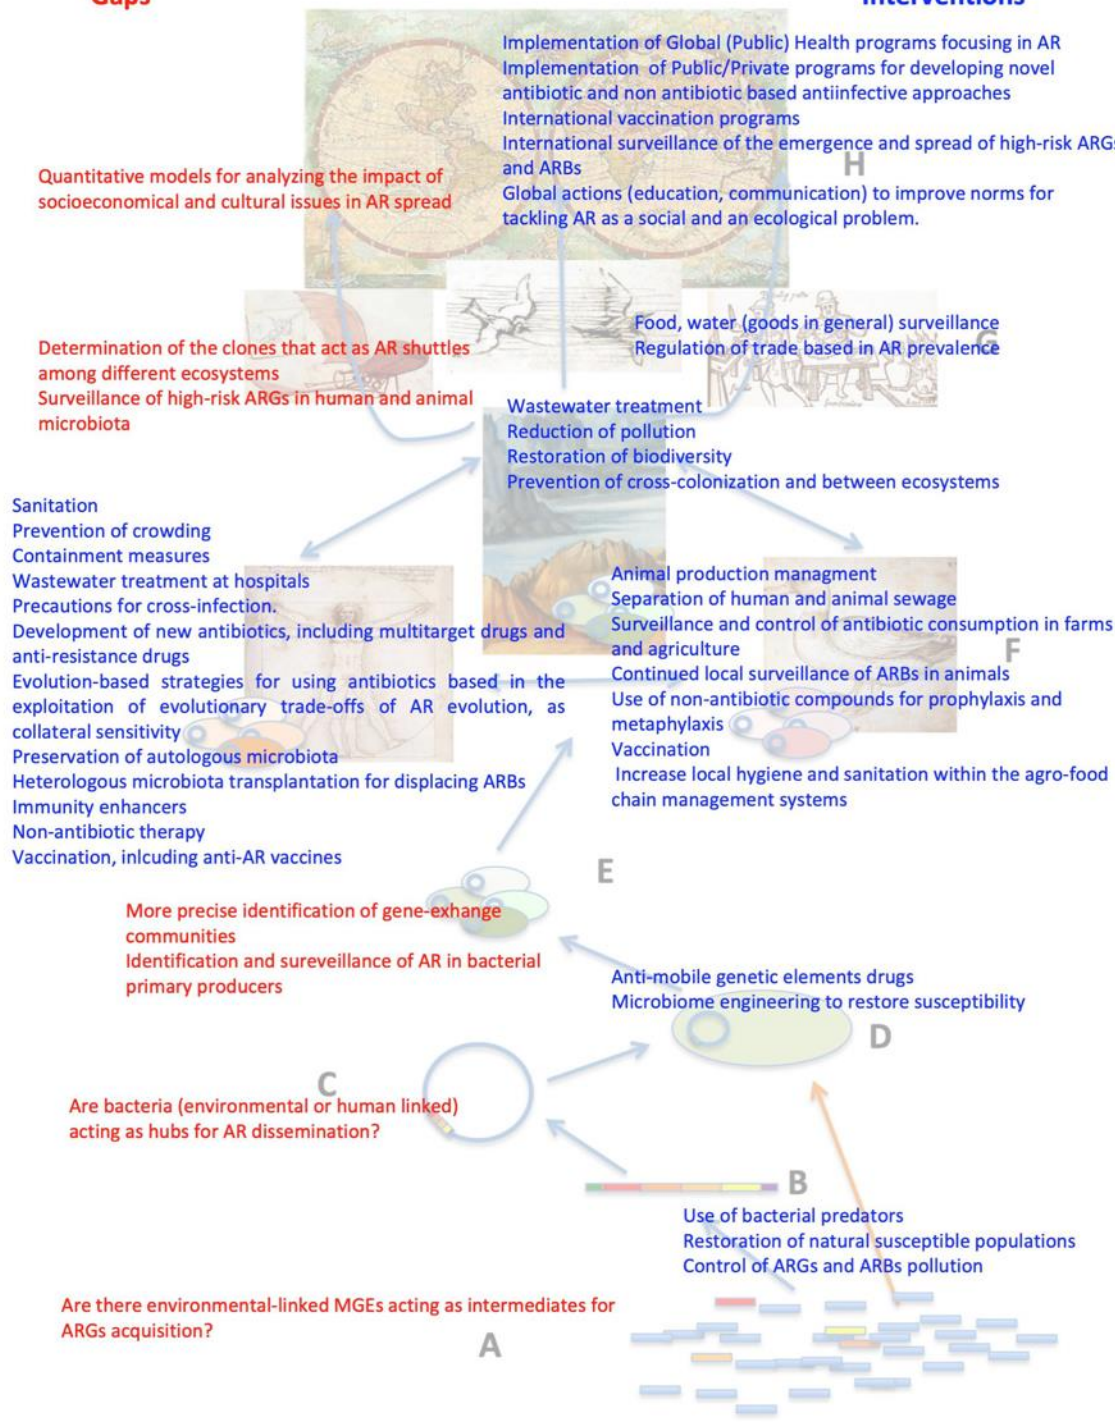 Gaps
Interventions
Implementation of Global (Public) Health programs focusing in AR
Implementation of Public/Private programs for developing novel
antibiotic and non antibiotic based antiinfective approaches
International vaccination programs
International surveillance of the emergence and spread of high-risk ARGs
and ARBs
H
Global actions (education, communication) to improve norms for
tackling AR as a social and an ecological problem.
Quantitative models for analyzing the impact of
socioeconomical and cultural issues in AR spread
Food, water (goods in general) surveillance
Regulation of trade based in AR prevalence
G
Determination of the clones that act as AR shuttles
among different ecosystems
Surveillance of high-risk ARGs in human and animal
microbiota
Wastewater treatment
Reduction of pollution
Restoration of biodiversity
Prevention of cross-colonization and between ecosystems
Sanitation
Prevention of crowding
Containment measures
Wastewater treatment at hospitals
Precautions for cross-infection.
Development of new antibiotics, including multitarget drugs and
anti-resistance drugs
Evolution-based strategies for using antibiotics based in the
exploitation of evolutionary trade-offs of AR evolution, as
collateral sensitivity
Preservation of autologous microbiota
Heterologous microbiota transplantation for displacing ARBs
Immunity enhancers
Non-antibiotic therapy
Vaccination, inlcuding anti-AR vaccines
Animal production managment
Separation of human and animal sewage
Surveillance and control of antibiotic consumption in farms
and agriculture
F
Continued local surveillance of ARBs in animals
Use of non-antibiotic compounds for prophylaxis and
metaphylaxis
Vaccination
Increase local hygiene and sanitation within the agro-food
chain management systems
E
More precise identification of gene-exhange
communities
Identification and sureveillance of AR in bacterial
primary producers
Anti-mobile genetic elements drugs
Microbiome engineering to restore susceptibility
D
C
Are bacteria (environmental or human linked)
acting as hubs for AR dissemination?
B
Use of bacterial predators
Restoration of natural susceptible populations
Control of ARGs and ARBs pollution
Are there environmental-linked MGEs acting as intermediates for
ARGs acquisition?
A